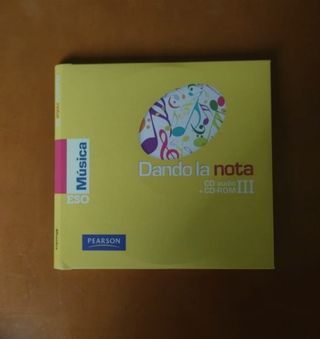 Dando la nota
CD audio
+ CD-ROM III
Música
ESO
PEARSON